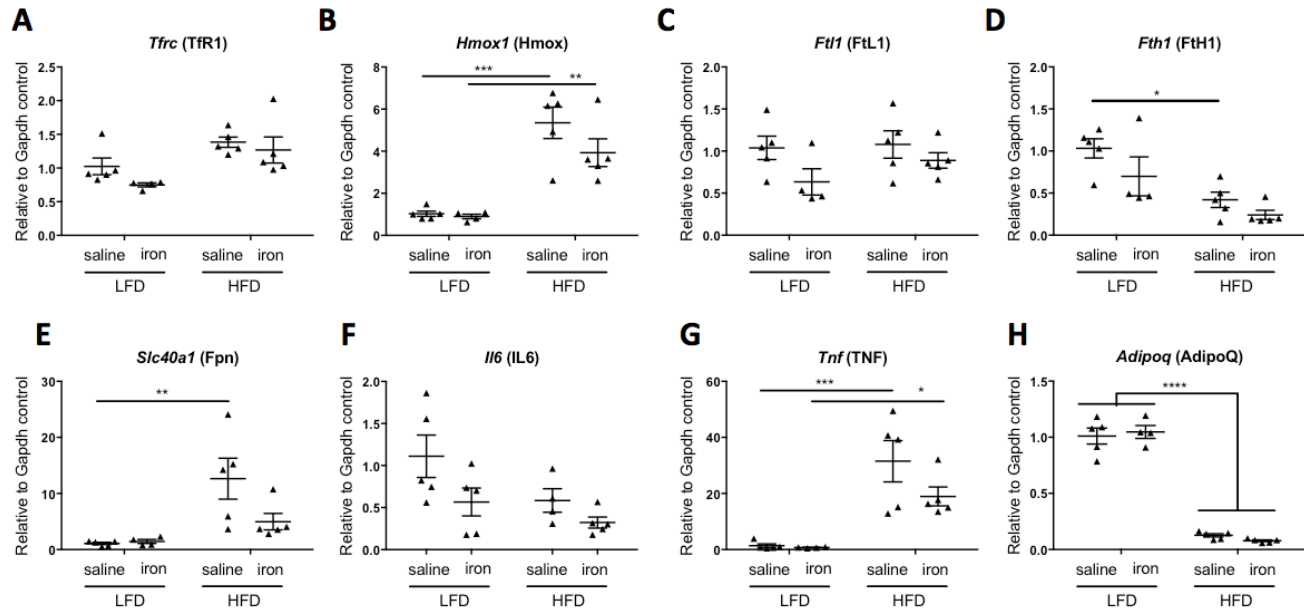 A
Tfrc (TfR1)
Relative to Gapdh control
2.5
2.0
1.5
1.0
0.5
0.0
saline iron saline iron
LFD HFD
B
Hmox1 (Hmox)
Relative to Gapdh control
8
6
4
2
0
***
**
saline iron saline iron
LFD HFD
C
Ftl1 (FtL1)
Relative to Gapdh control
2.0
1.5
1.0
0.5
0.0
saline iron saline iron
LFD HFD
D
Fth1 (FtH1)
Relative to Gapdh control
2.0
1.5
1.0
0.5
0.0
*
saline iron saline iron
LFD HFD
E
Slc40a1 (Fpn)
Relative to Gapdh control
30
20
10
0
**
saline iron saline iron
LFD HFD
F
Il6 (IL6)
Relative to Gapdh control
2.0
1.5
1.0
0.5
0.0
saline iron saline iron
LFD HFD
G
Tnf (TNF)
Relative to Gapdh control
60
40
20
0
***
*
saline iron saline iron
LFD HFD
H
Adipoq (AdipoQ)
Relative to Gapdh control
1.5
1.0
0.5
0.0
****
saline iron saline iron
LFD HFD